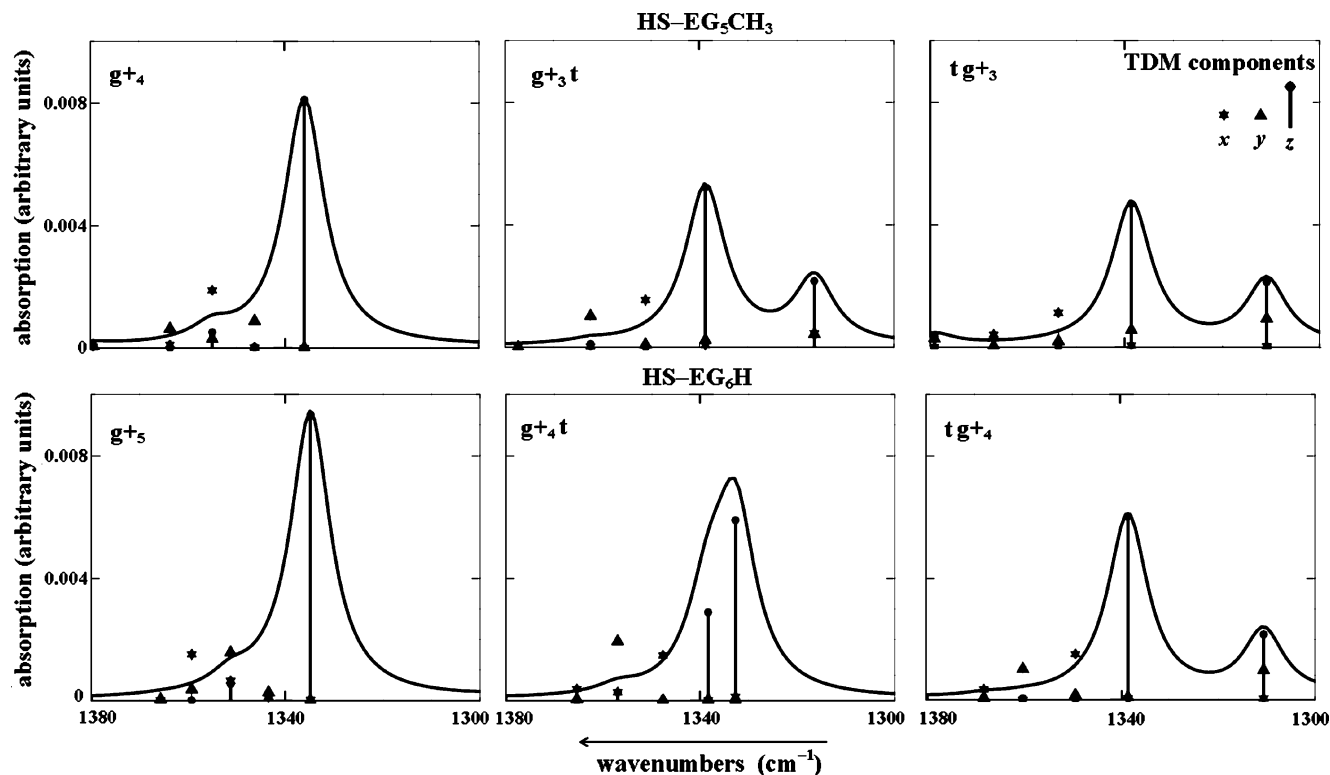 HS–EG₅CH₃
g+₄
g+₃ t
t g+₃
TDM components
x y z
absorption (arbitrary units)
0.008
0.004
0
HS–EG₆H
g+₅
g+₄ t
t g+₄
absorption (arbitrary units)
0.008
0.004
0
1380 1340 1300
1380 1340 1300
1380 1340 1300
wavenumbers (cm⁻¹)